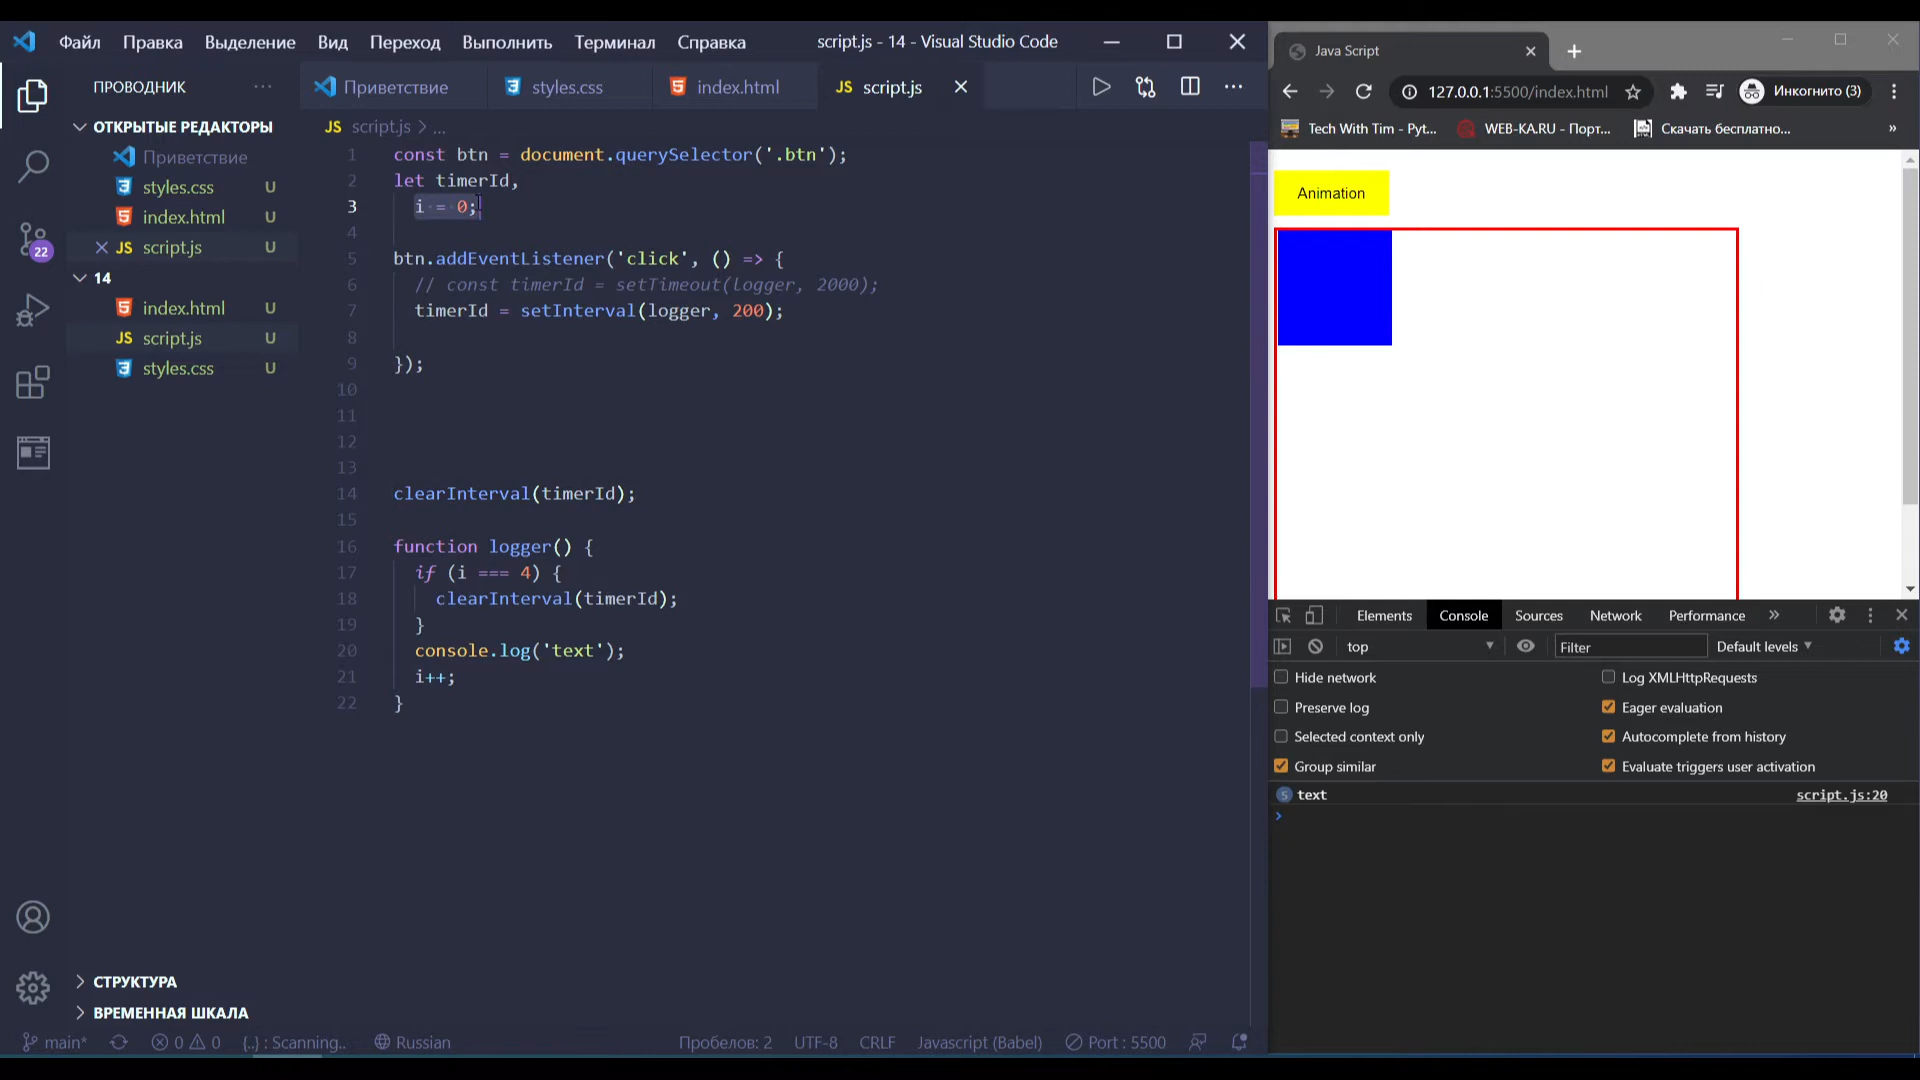 Файл Правка Выделение Вид Переход Выполнить Терминал Справка script.js - 14 - Visual Studio Code
ПРОВОДНИК
Приветствие styles.css index.html JS script.js
ОТКРЫТЫЕ РЕДАКТОРЫ
Приветствие
styles.css U
index.html U
JS script.js U
14
index.html U
JS script.js U
styles.css U
22
СТРУКТУРА
ВРЕМЕННАЯ ШКАЛА
JS script.js > ...
1 const btn = document.querySelector('.btn');
2 let timerId,
3 i = 0;
4
5 btn.addEventListener('click', () => {
6 // const timerId = setTimeout(logger, 2000);
7 timerId = setInterval(logger, 200);
8
9 });
10
11
12
13
14 clearInterval(timerId);
15
16 function logger() {
17 if (i === 4) {
18 clearInterval(timerId);
19 }
20 console.log('text');
21 i++;
22 }
main* 0 0 {..} : Scanning.. Russian Пробелов: 2 UTF-8 CRLF Javascript (Babel) Port : 5500
Java Script
127.0.0.1:5500/index.html Инкогнито (3)
Tech With Tim - Pyt... WEB-KA.RU - Порт... Скачать бесплатно... »
Animation
Elements Console Sources Network Performance »
top Filter Default levels
Hide network Log XMLHttpRequests
Preserve log Eager evaluation
Selected context only Autocomplete from history
Group similar Evaluate triggers user activation
5 text script.js:20